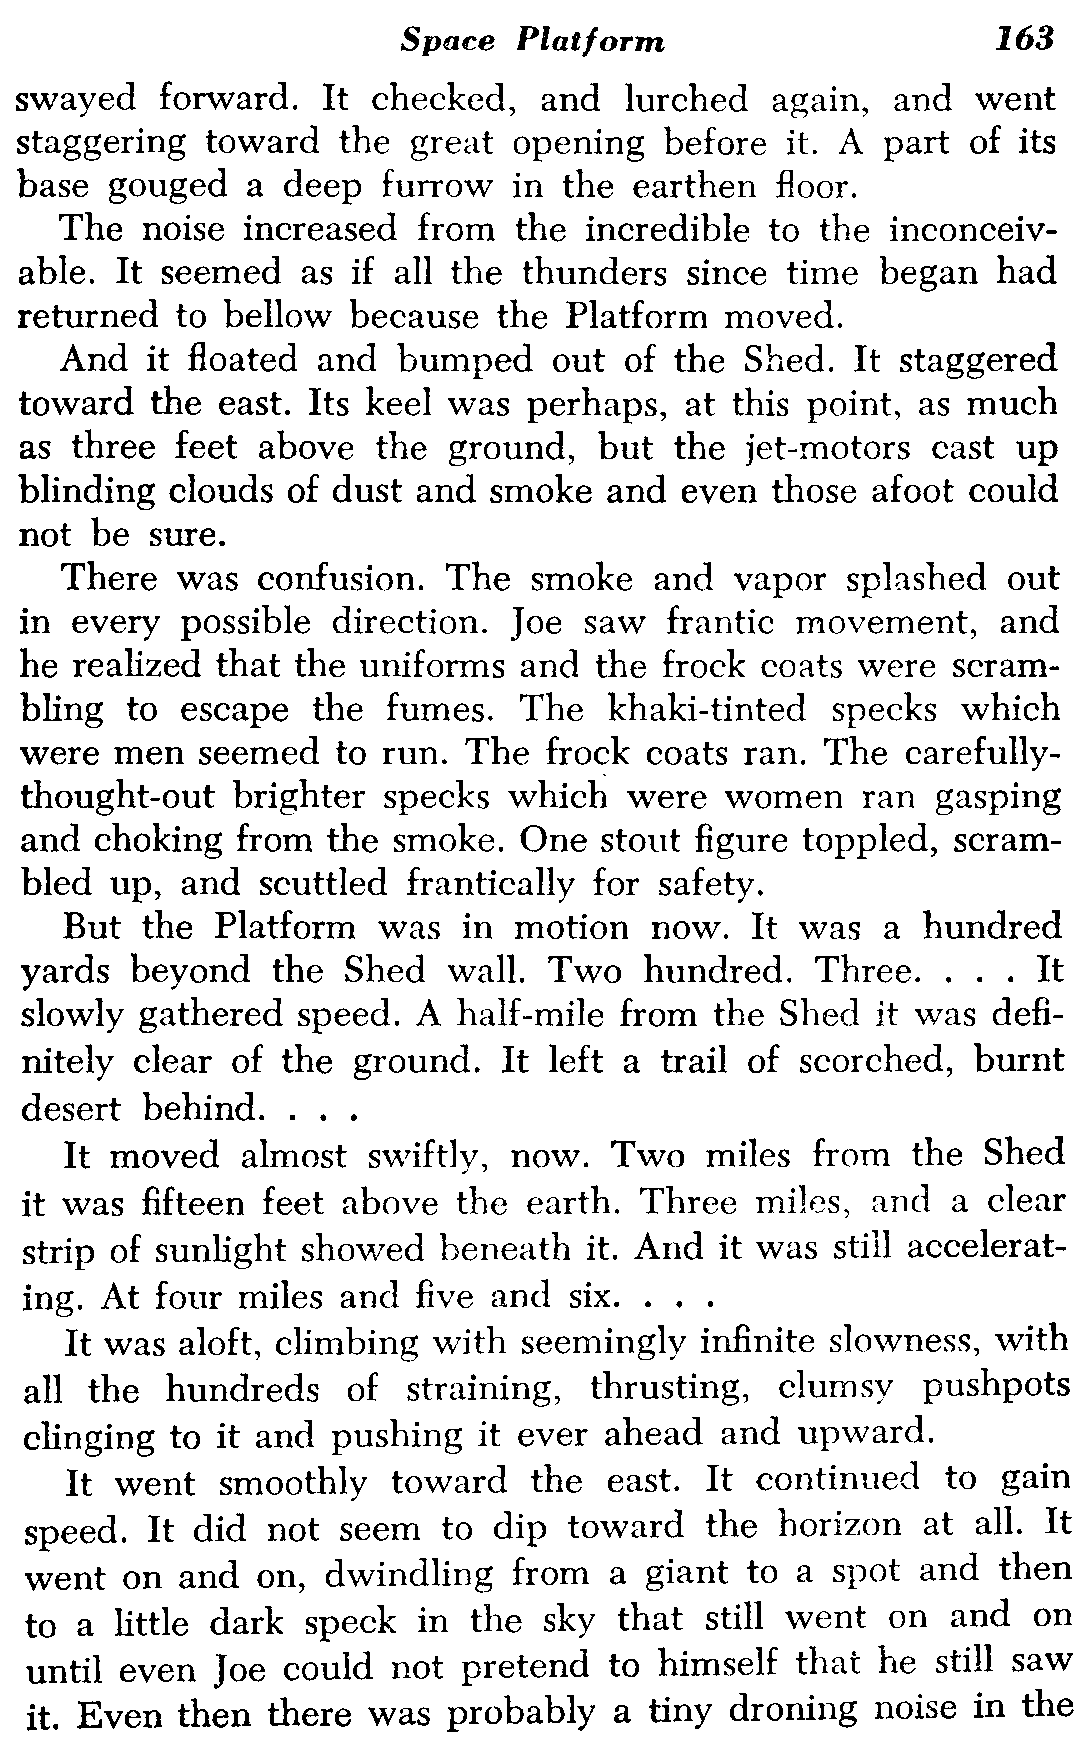 Space Platform 163
swayed forward. It checked, and lurched again, and went
staggering toward the great opening before it. A part of its
base gouged a deep furrow in the earthen floor.
The noise increased from the incredible to the inconceiv-
able. It seemed as if all the thunders since time began had
returned to bellow because the Platform moved.
And it floated and bumped out of the Shed. It staggered
toward the east. Its keel was perhaps, at this point, as much
as three feet above the ground, but the jet-motors cast up
blinding clouds of dust and smoke and even those afoot could
not be sure.
There was confusion. The smoke and vapor splashed out
in every possible direction. Joe saw frantic movement, and
he realized that the uniforms and the frock coats were scram-
bling to escape the fumes. The khaki-tinted specks which
were men seemed to run. The frock coats ran. The carefully-
thought-out brighter specks which were women ran gasping
and choking from the smoke. One stout figure toppled, scram-
bled up, and scuttled frantically for safety.
But the Platform was in motion now. It was a hundred
yards beyond the Shed wall. Two hundred. Three. . . . It
slowly gathered speed. A half-mile from the Shed it was defi-
nitely clear of the ground. It left a trail of scorched, burnt
desert behind. . . .
It moved almost swiftly, now. Two miles from the Shed
it was fifteen feet above the earth. Three miles, and a clear
strip of sunlight showed beneath it. And it was still accelerat-
ing. At four miles and five and six. . . .
It was aloft, climbing with seemingly infinite slowness, with
all the hundreds of straining, thrusting, clumsy pushpots
clinging to it and pushing it ever ahead and upward.
It went smoothly toward the east. It continued to gain
speed. It did not seem to dip toward the horizon at all. It
went on and on, dwindling from a giant to a spot and then
to a little dark speck in the sky that still went on and on
until even Joe could not pretend to himself that he still saw
it. Even then there was probably a tiny droning noise in the